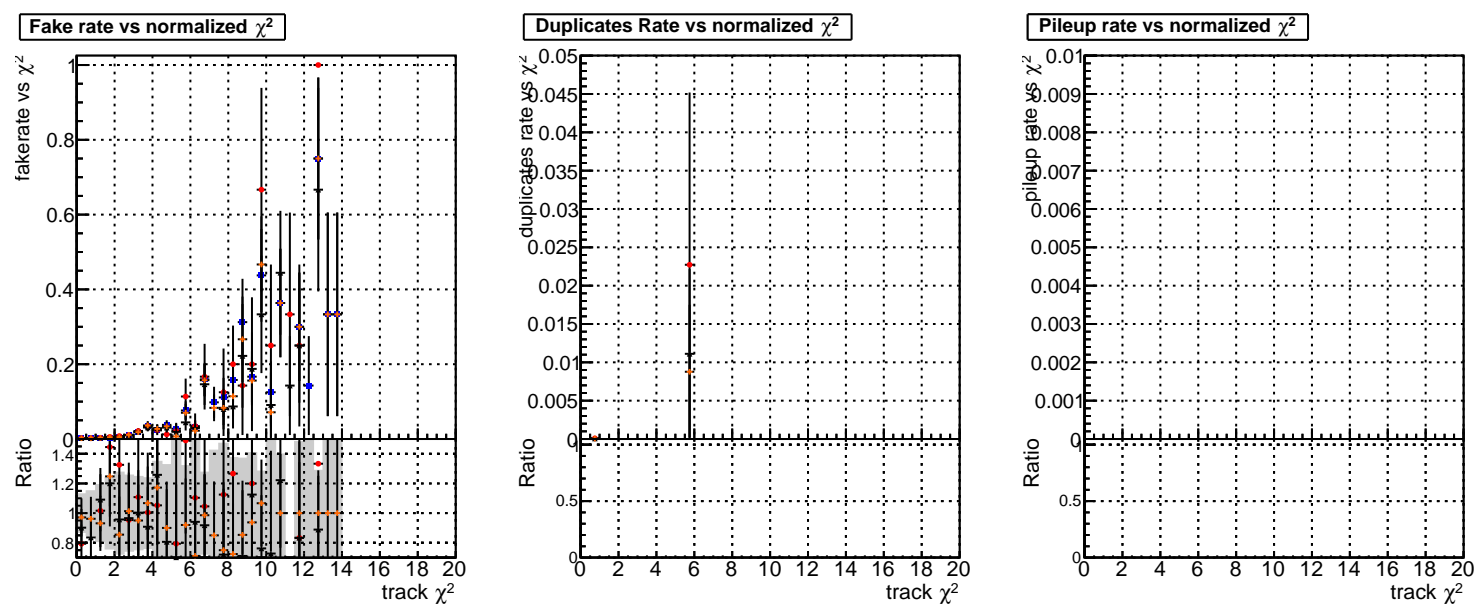 Fake rate vs normalized χ²
fakerate vs χ²
1
0.8
0.6
0.4
0.2
0
Ratio
1.4
1.2
1
0.8
0 2 4 6 8 10 12 14 16 18 20
track χ²
Duplicates Rate vs normalized χ²
duplicates rate vs χ²
0.05
0.045
0.04
0.035
0.03
0.025
0.02
0.015
0.01
0.005
0
Ratio
1
0.5
0
0 2 4 6 8 10 12 14 16 18 20
track χ²
Pileup rate vs normalized χ²
pileup rate vs χ²
0.01
0.009
0.008
0.007
0.006
0.005
0.004
0.003
0.002
0.001
0
Ratio
1
0.5
0
0 2 4 6 8 10 12 14 16 18 20
track χ²